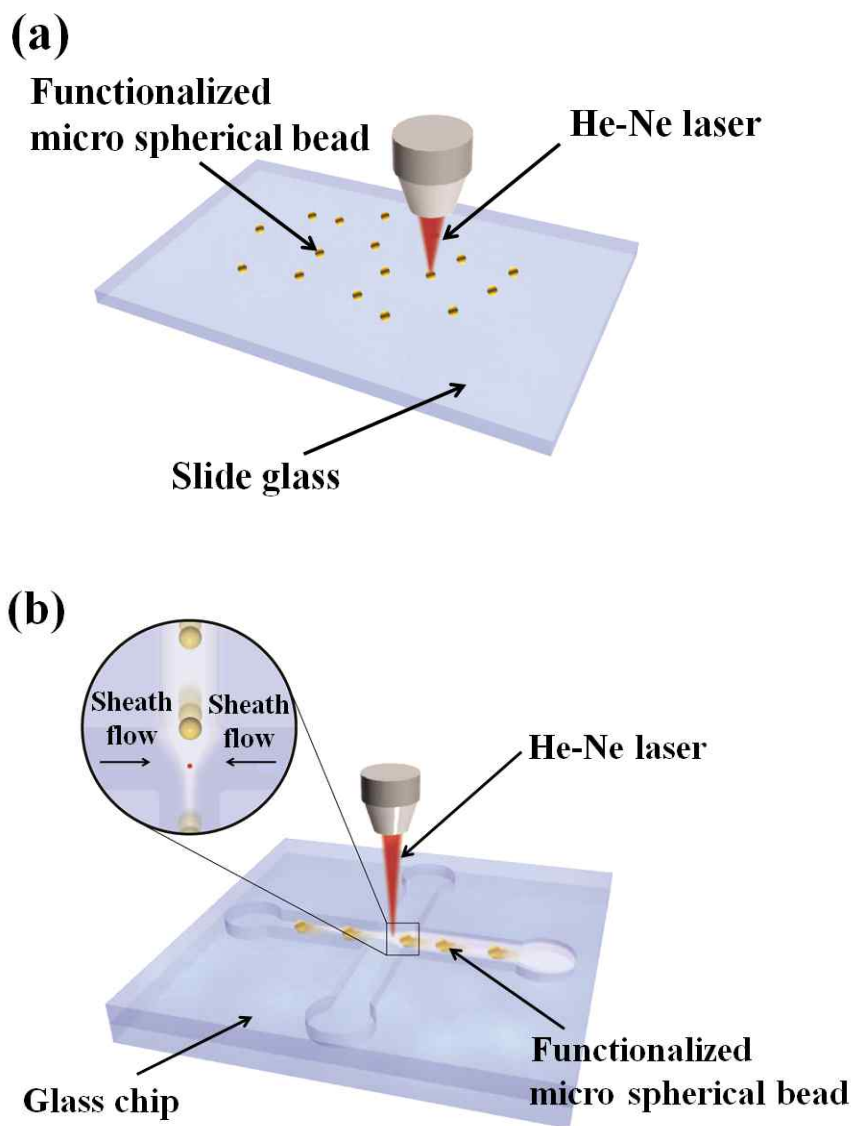 (a)
Functionalized
micro spherical bead
He-Ne laser
Slide glass
(b)
Sheath
flow
Sheath
flow
He-Ne laser
Functionalized
micro spherical bead
Glass chip